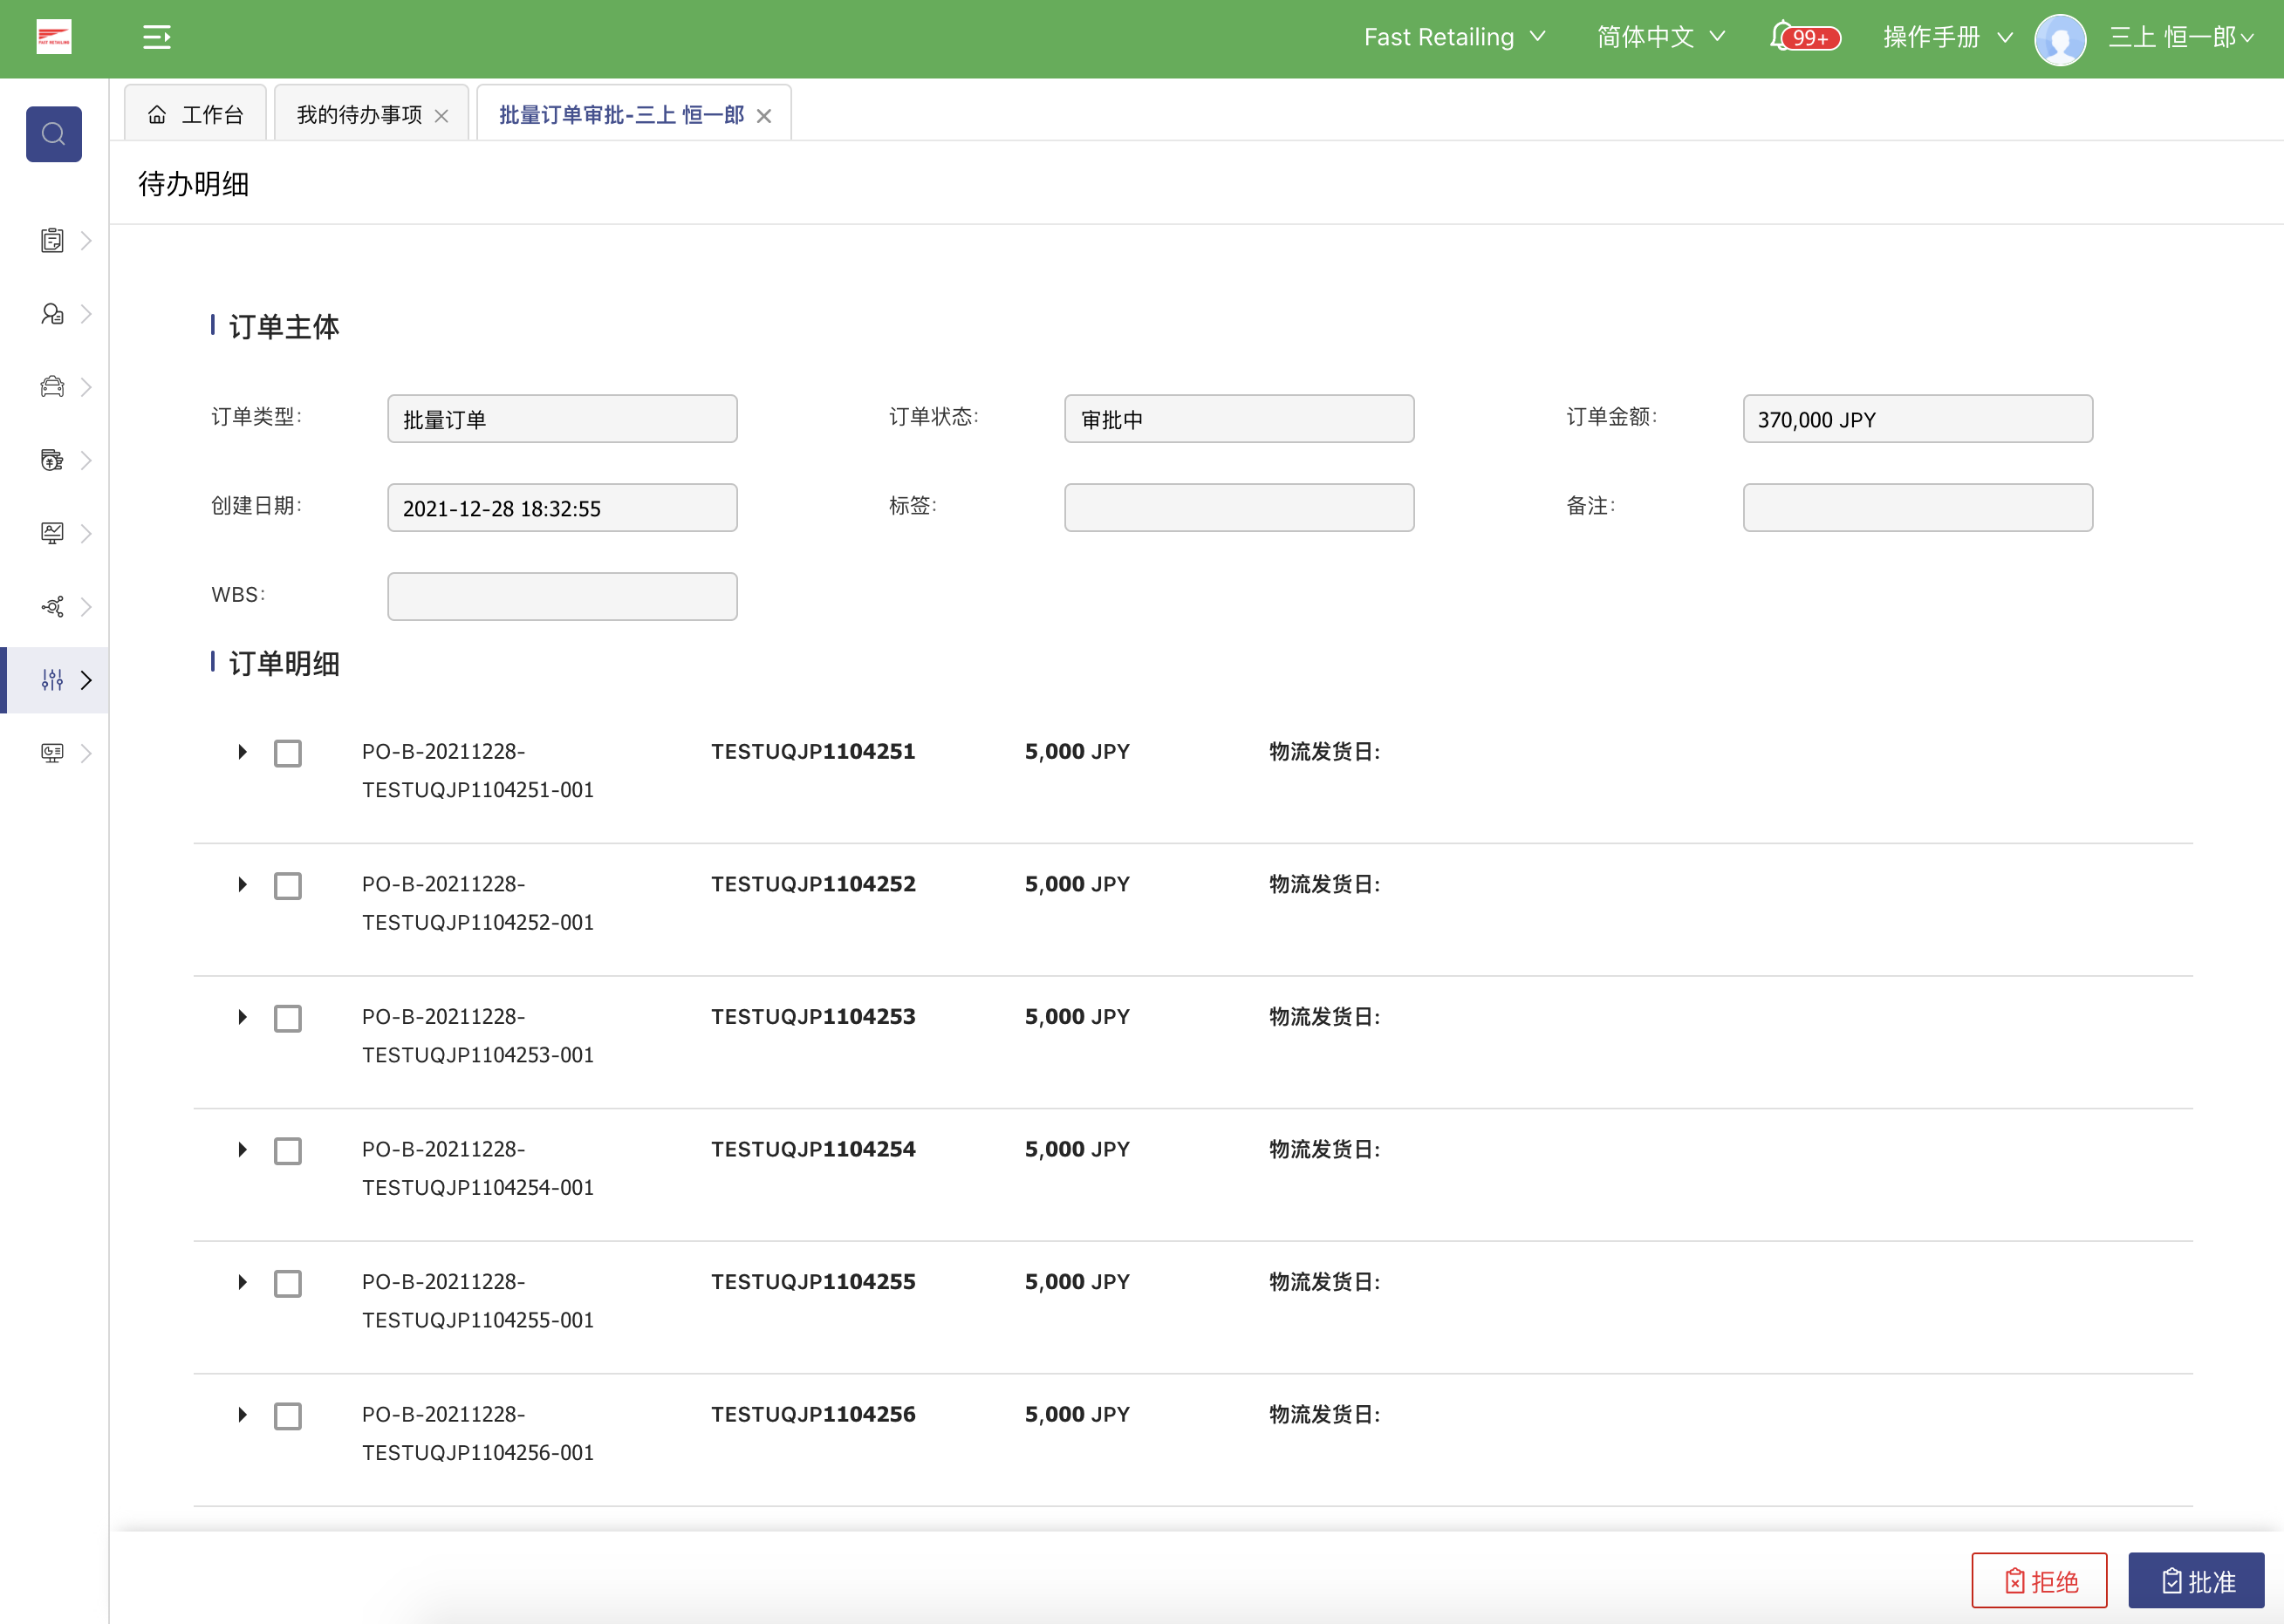 FAST RETAILING
Fast Retailing 简体中文 99+ 操作手册 三上 恒一郎
工作台 我的待办事项 批量订单审批-三上 恒一郎
待办明细
订单主体
订单类型: 批量订单 订单状态: 审批中 订单金额: 370,000 JPY
创建日期: 2021-12-28 18:32:55 标签: 备注:
WBS:
订单明细
PO-B-20211228- TESTUQJP1104251 5,000 JPY 物流发货日:
TESTUQJP1104251-001
PO-B-20211228- TESTUQJP1104252 5,000 JPY 物流发货日:
TESTUQJP1104252-001
PO-B-20211228- TESTUQJP1104253 5,000 JPY 物流发货日:
TESTUQJP1104253-001
PO-B-20211228- TESTUQJP1104254 5,000 JPY 物流发货日:
TESTUQJP1104254-001
PO-B-20211228- TESTUQJP1104255 5,000 JPY 物流发货日:
TESTUQJP1104255-001
PO-B-20211228- TESTUQJP1104256 5,000 JPY 物流发货日:
TESTUQJP1104256-001
拒绝 批准